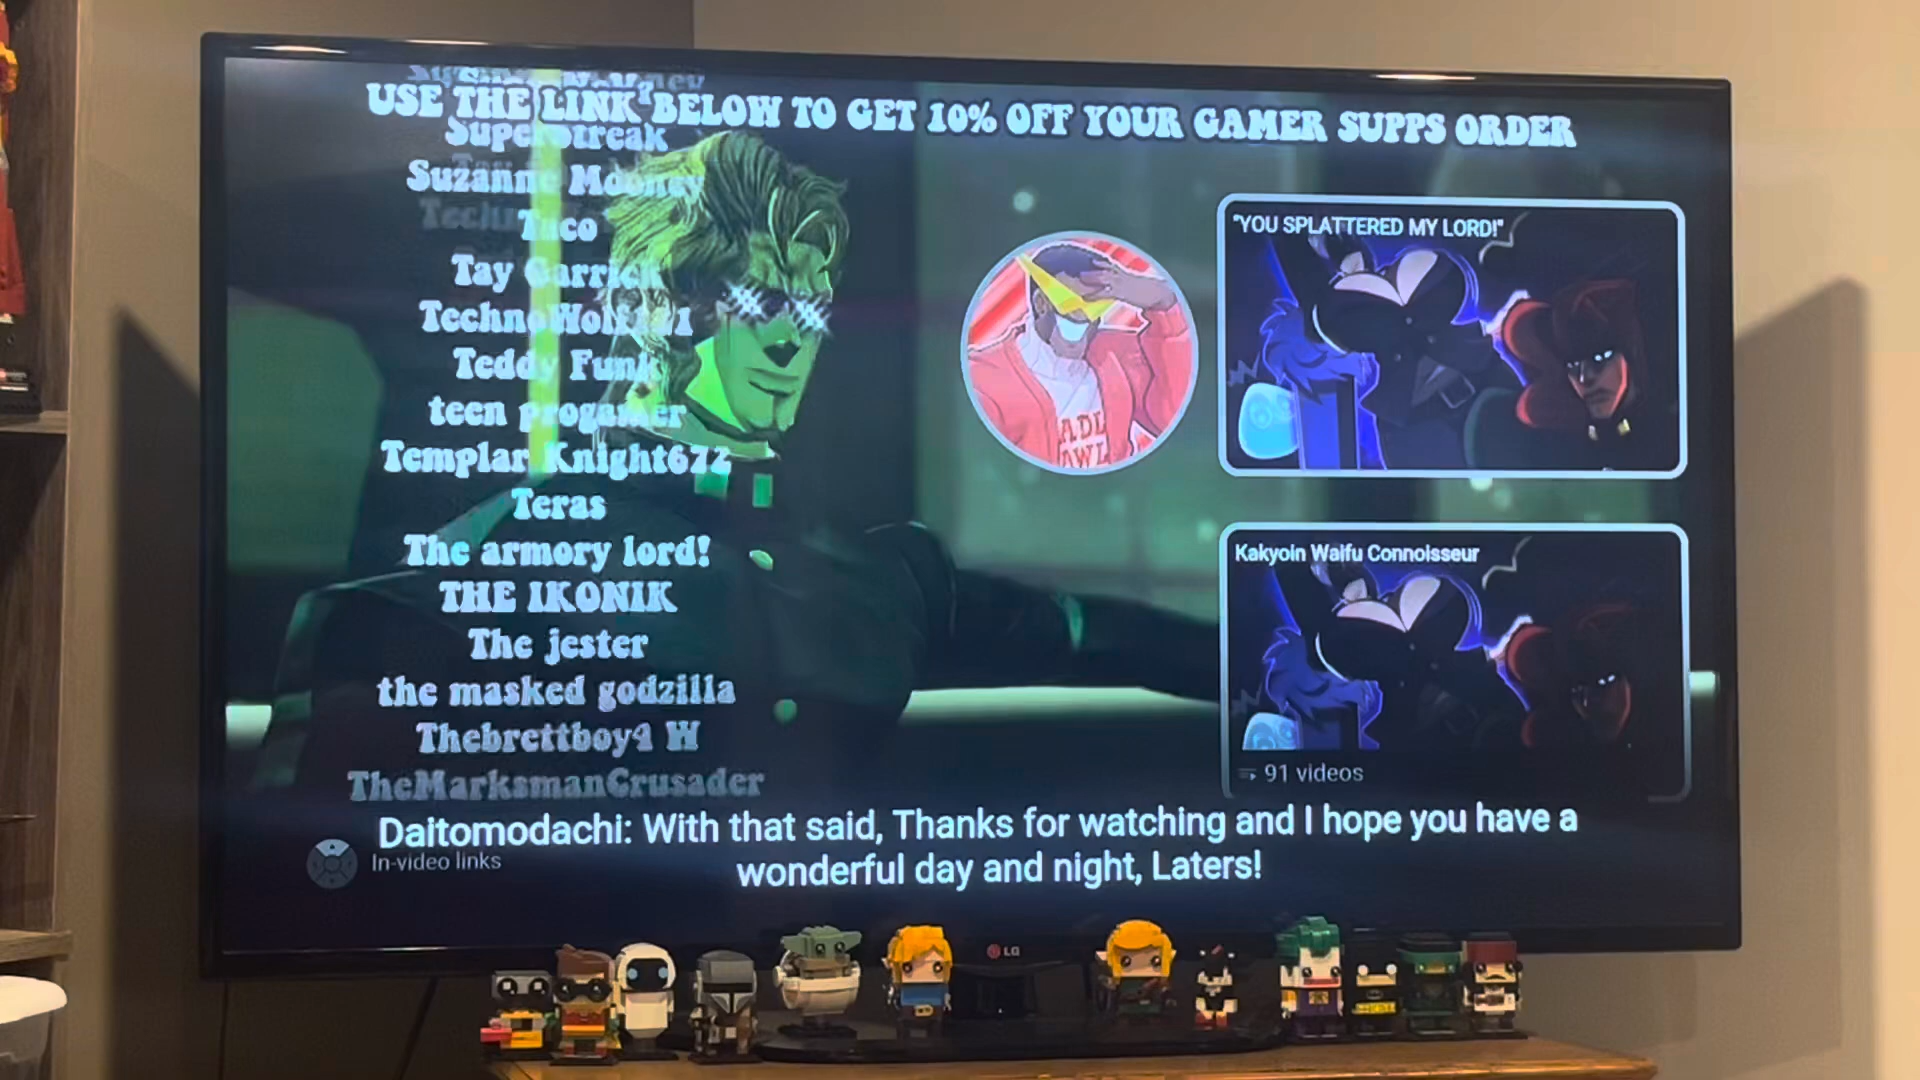 USE THE LINK BELOW TO GET 10% OFF YOUR GAMER SUPPS ORDER
Superstreak
Suzanne Mooney
Taco
Tay Garrick
Teddy Funk
teen progamer
Templar Knight672
Teras
The armory lord!
THE IKONIK
The jester
the masked godzilla
Thebrettboy4 W
TheMarksmanCrusader
"YOU SPLATTERED MY LORD!"
Kakyoin Waifu Connoisseur
91 videos
Daitomodachi: With that said, Thanks for watching and I hope you have a
wonderful day and night, Laters!
In-video links
LG